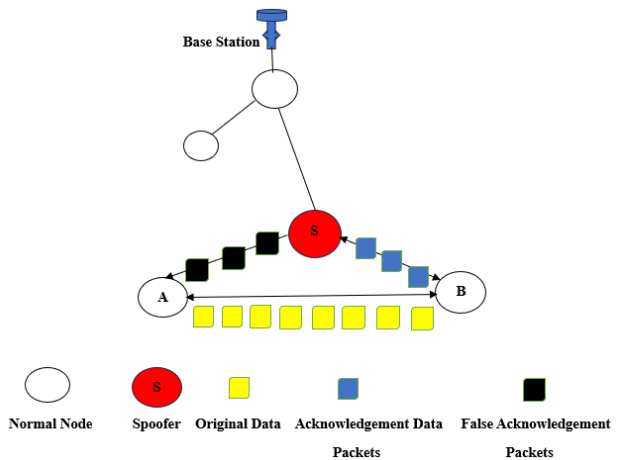 Base Station
S
A
B
S
Normal Node Spoofer Original Data Acknowledgement Data False Acknowledgement
Packets Packets